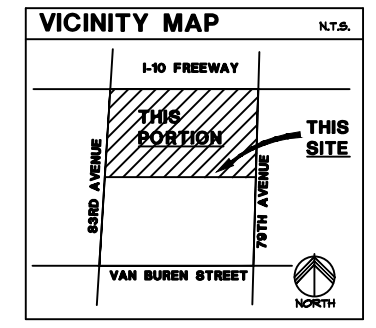 VICINITY MAP
N.T.S.
I-10 FREEWAY
THIS
PORTION
THIS
SITE
83RD AVENUE
79TH AVENUE
VAN BUREN STREET
NORTH